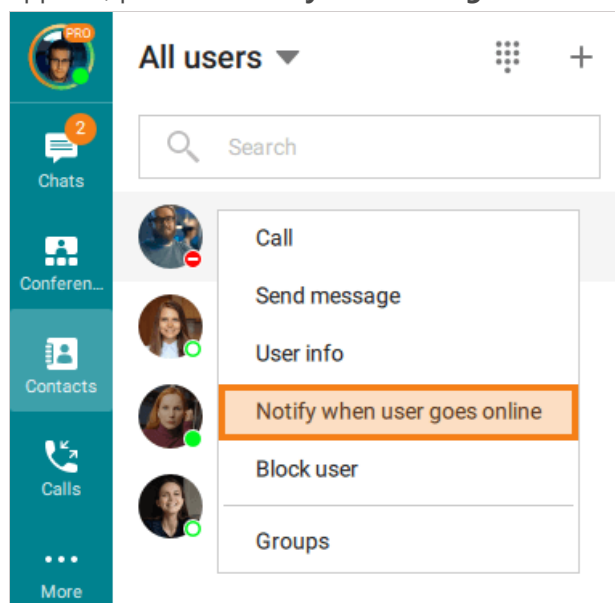 PRO
All users
2
Search
Chats
Call
Conferen...
Send message
User info
Contacts
Notify when user goes online
Block user
Calls
Groups
More